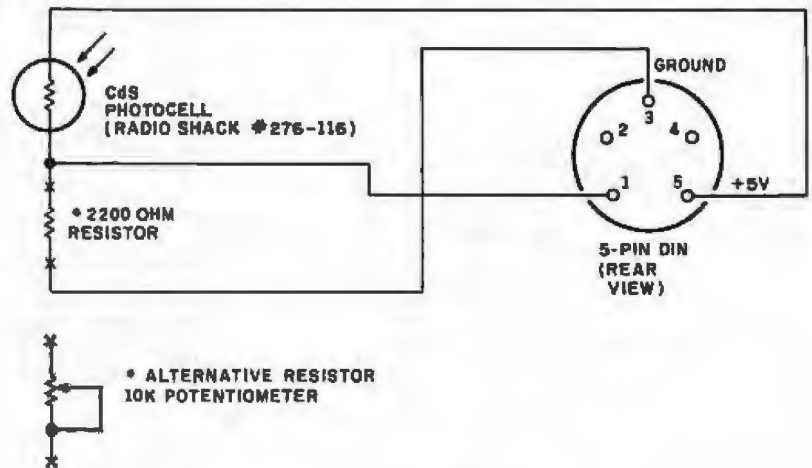 CdS
PHOTOCELL
(RADIO SHACK #276-116)
* 2200 OHM
RESISTOR
GROUND
3
2
4
1
5
+5V
5-PIN DIN
(REAR
VIEW)
* ALTERNATIVE RESISTOR
10K POTENTIOMETER